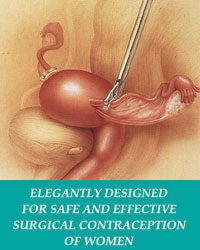 ELEGANTLY DESIGNED
FOR SAFE AND EFFECTIVE
SURGICAL CONTRACEPTION
OF WOMEN